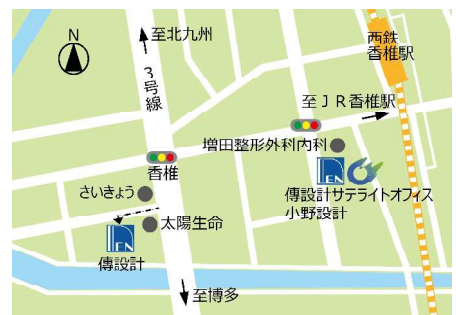 N
至北九州
3号線
西鉄
香椎駅
至JR香椎駅
増田整形外科内科
香椎
傳設計サテライトオフィス
小野設計
さいきょう
太陽生命
DEN
傳設計
至博多